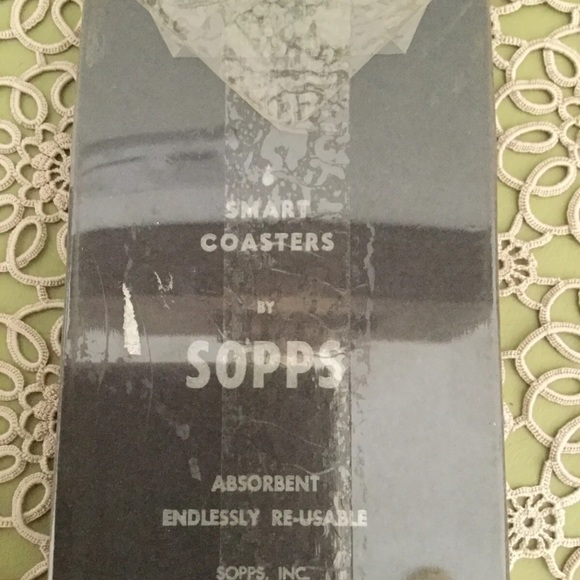 6
SMART
COASTERS
BY
SOPPS
ABSORBENT
ENDLESSLY RE-USABLE
SOPPS, INC